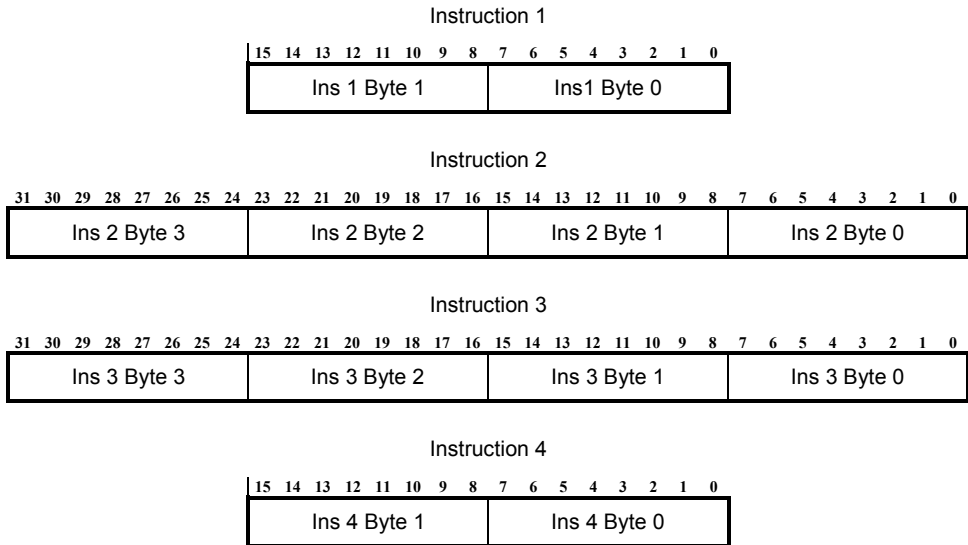 Instruction 1
15 14 13 12 11 10 9 8 7 6 5 4 3 2 1 0
Ins 1 Byte 1 Ins1 Byte 0
Instruction 2
31 30 29 28 27 26 25 24 23 22 21 20 19 18 17 16 15 14 13 12 11 10 9 8 7 6 5 4 3 2 1 0
Ins 2 Byte 3 Ins 2 Byte 2 Ins 2 Byte 1 Ins 2 Byte 0
Instruction 3
31 30 29 28 27 26 25 24 23 22 21 20 19 18 17 16 15 14 13 12 11 10 9 8 7 6 5 4 3 2 1 0
Ins 3 Byte 3 Ins 3 Byte 2 Ins 3 Byte 1 Ins 3 Byte 0
Instruction 4
15 14 13 12 11 10 9 8 7 6 5 4 3 2 1 0
Ins 4 Byte 1 Ins 4 Byte 0